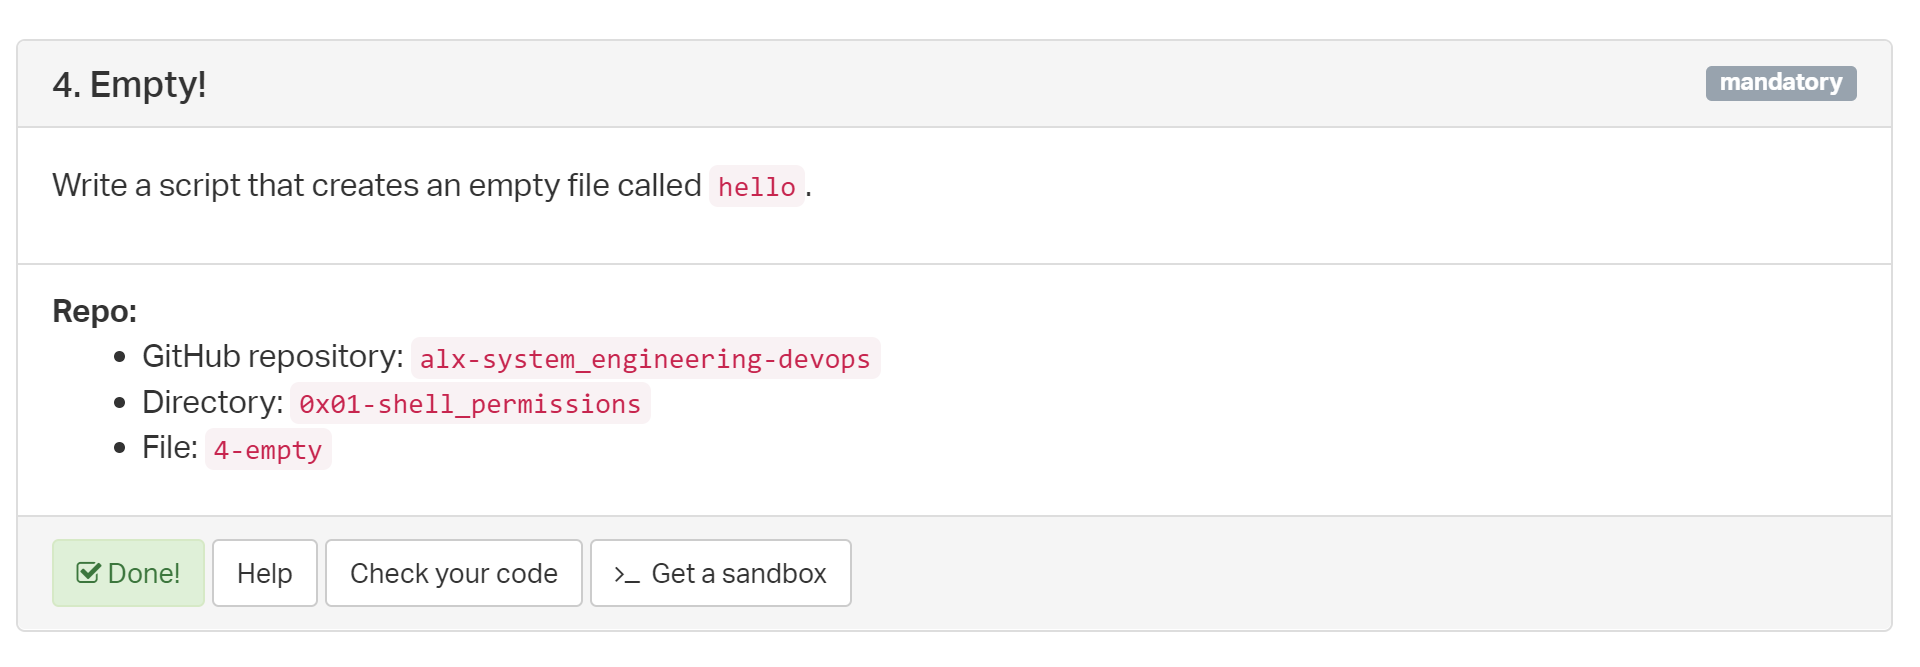 4. Empty!
mandatory
Write a script that creates an empty file called hello.
Repo:
GitHub repository: alx-system_engineering-devops
Directory: 0x01-shell_permissions
File: 4-empty
Done!
Help
Check your code
>_ Get a sandbox